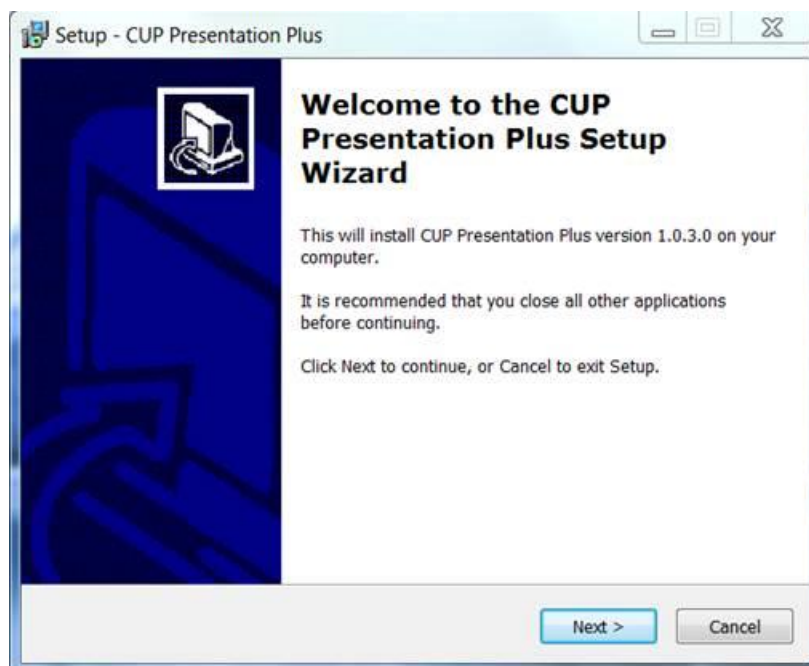 Setup - CUP Presentation Plus
Welcome to the CUP
Presentation Plus Setup
Wizard
This will install CUP Presentation Plus version 1.0.3.0 on your
computer.
It is recommended that you close all other applications
before continuing.
Click Next to continue, or Cancel to exit Setup.
Next >
Cancel